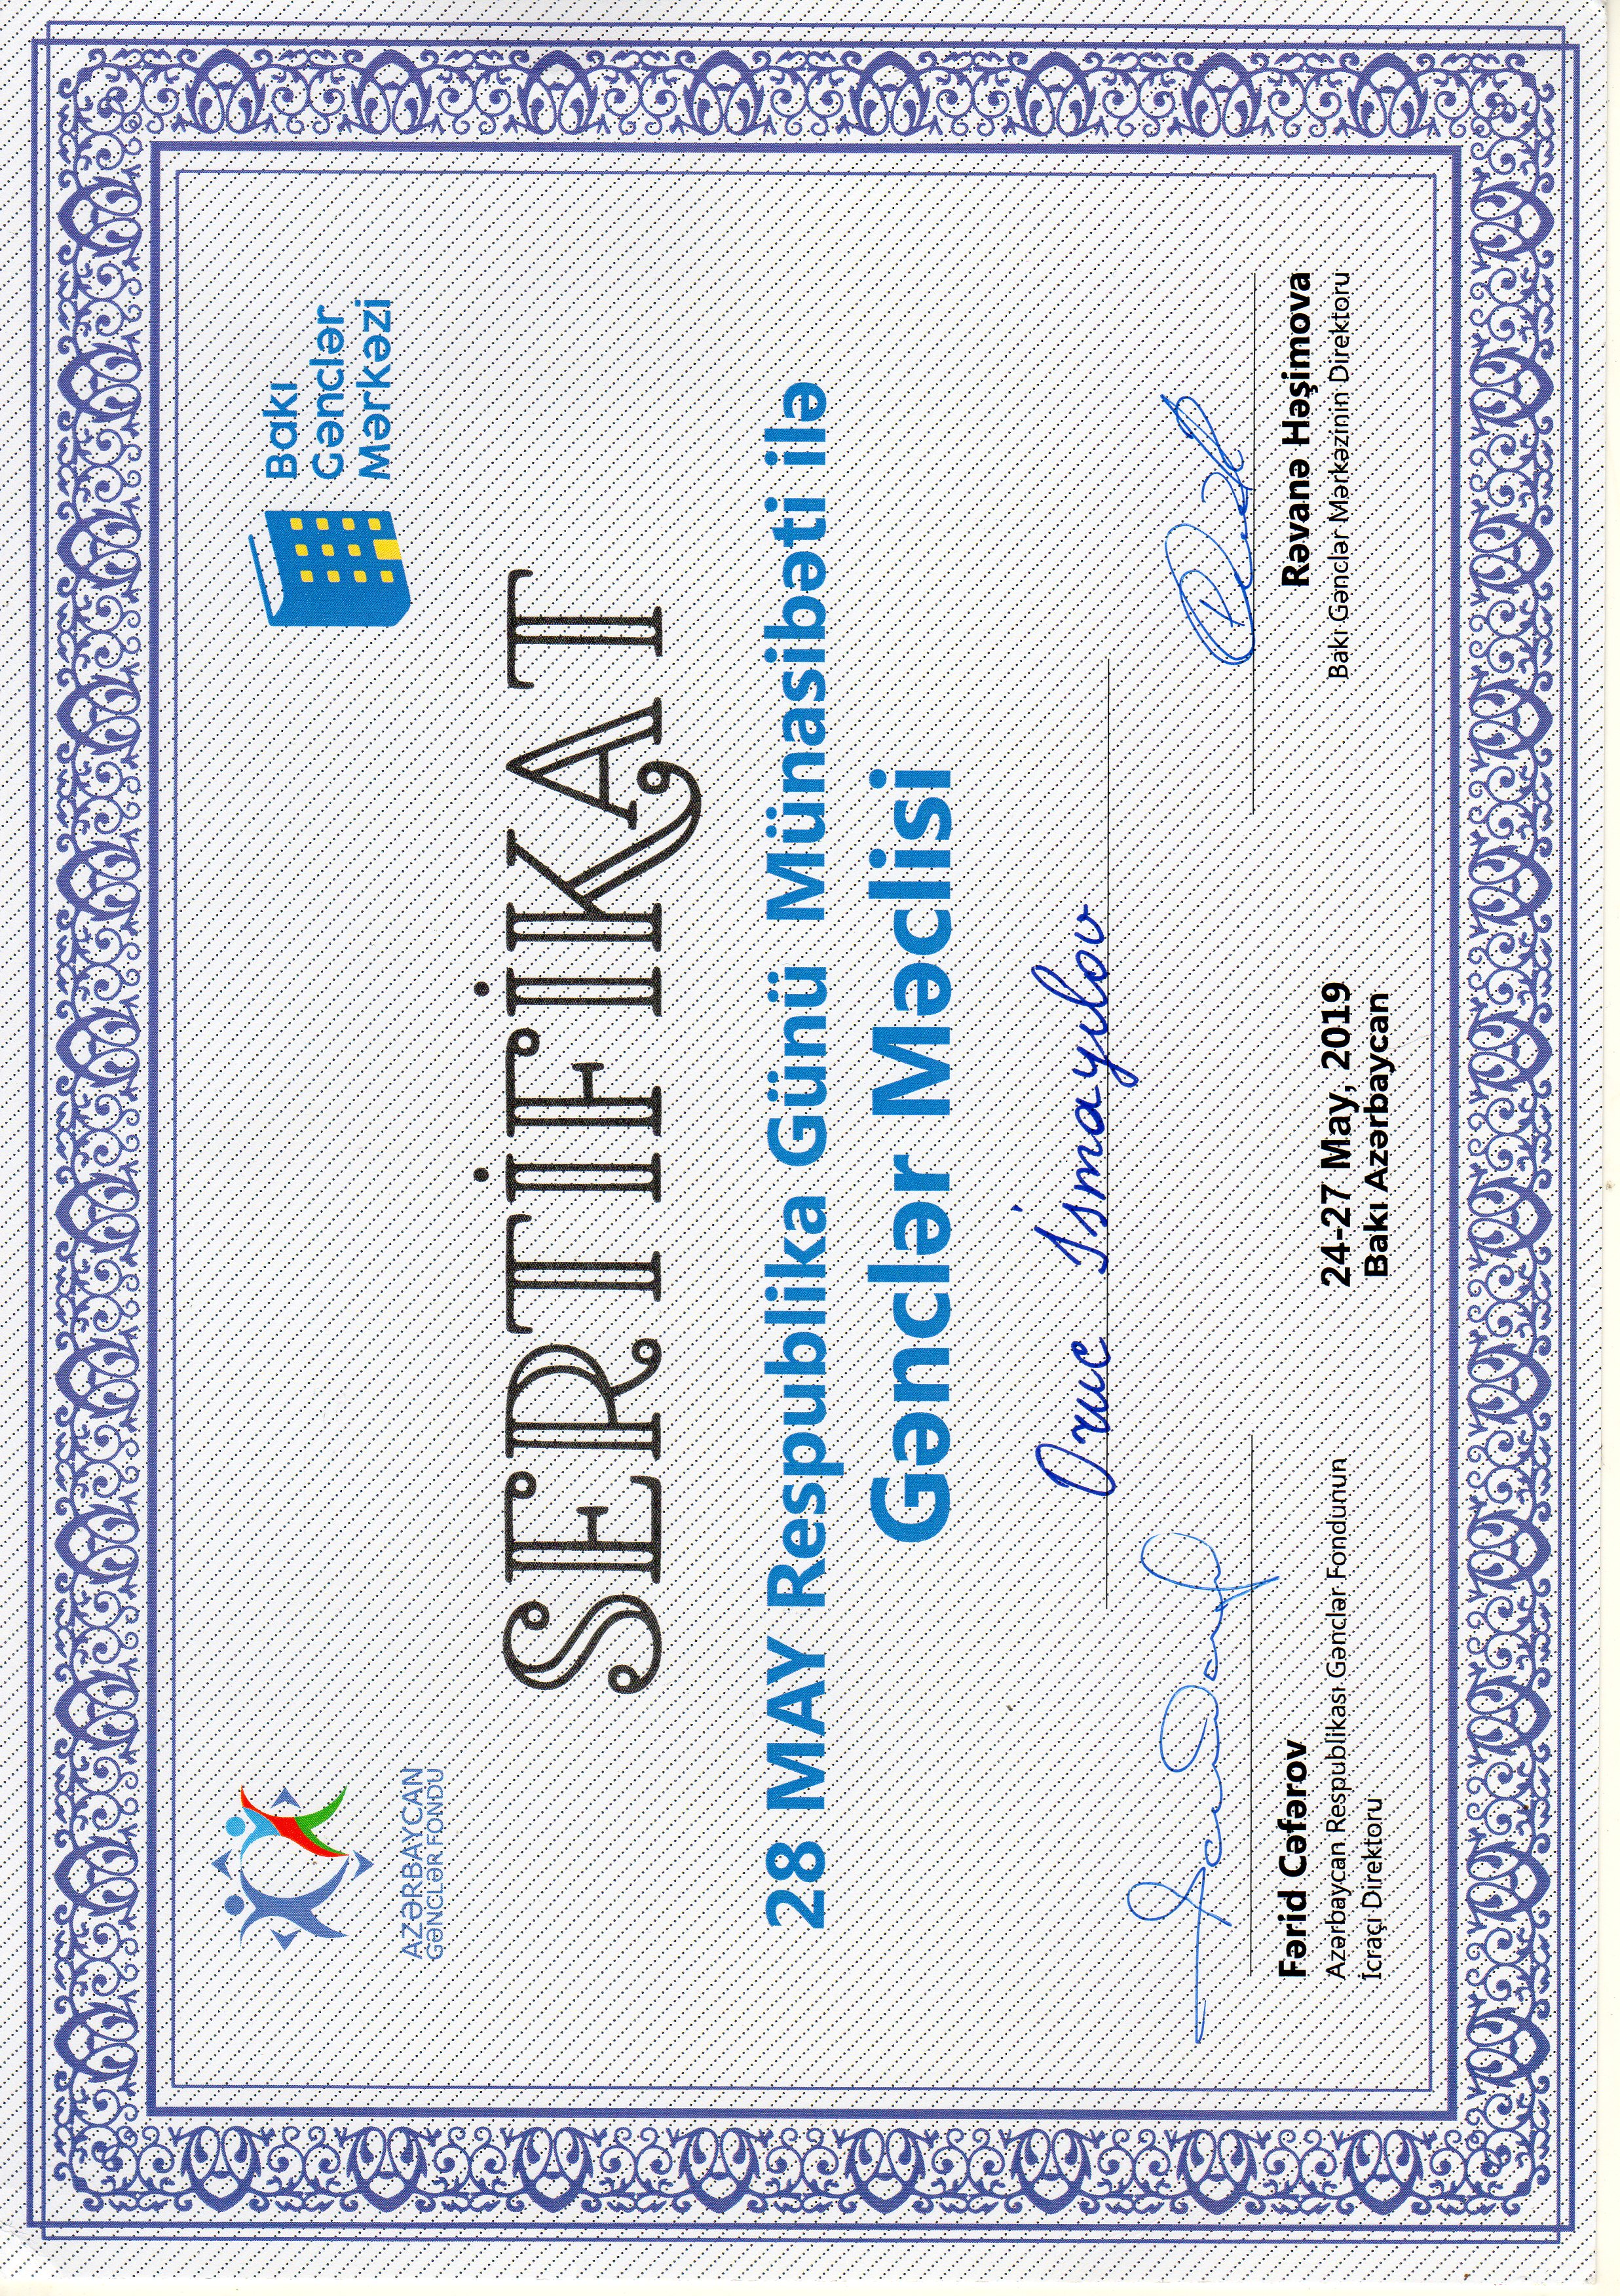 AZƏRBAYCAN
GƏNCLƏR FONDU
Bakı
Gənclər
Mərkəzi
SERTİFİKAT
28 MAY Respublika Günü Münasibəti ilə
Gənclər Məclisi
Oruc İsmayılov
Fərid Cəfərov
Azərbaycan Respublikası Gənclər Fondunun
İcraçı Direktoru
24-27 May, 2019
Bakı Azərbaycan
Rəvanə Həşimova
Bakı Gənclər Mərkəzinin Direktoru